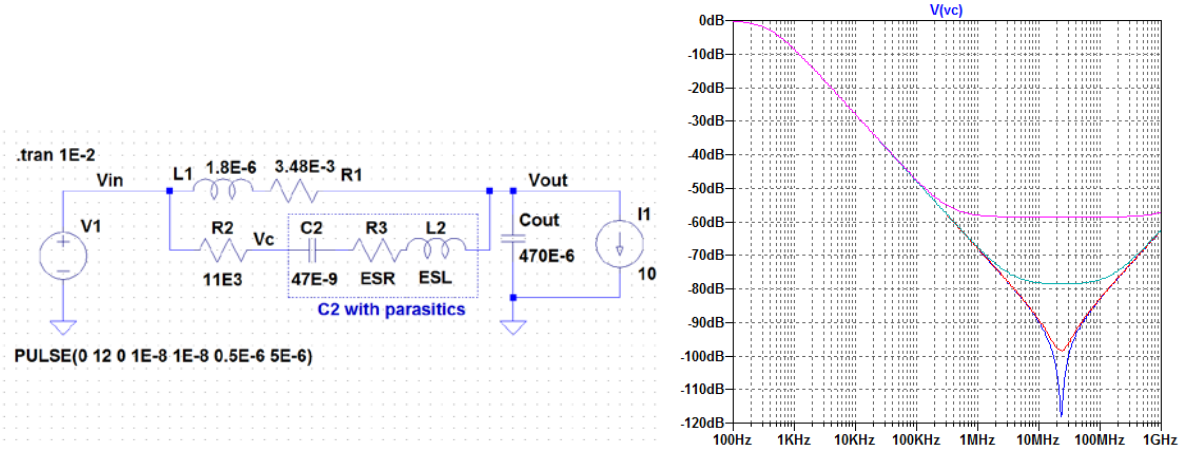 .tran 1E-2
Vin
L1 1.8E-6 3.48E-3 R1
Vout
V1
R2 Vc C2 R3 L2
Cout
I1
11E3 47E-9 ESR ESL
470E-6
10
C2 with parasitics
PULSE(0 12 0 1E-8 1E-8 0.5E-6 5E-6)
V(vc)
0dB
-10dB
-20dB
-30dB
-40dB
-50dB
-60dB
-70dB
-80dB
-90dB
-100dB
-110dB
-120dB
100Hz 1KHz 10KHz 100KHz 1MHz 10MHz 100MHz 1GHz